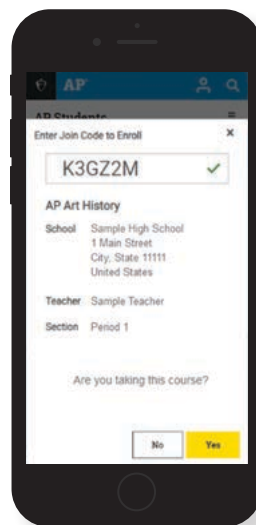 AP
AP Students
Enter Join Code to Enroll
K3GZ2M
AP Art History
School Sample High School
1 Main Street
City, State 11111
United States
Teacher Sample Teacher
Section Period 1
Are you taking this course?
No Yes